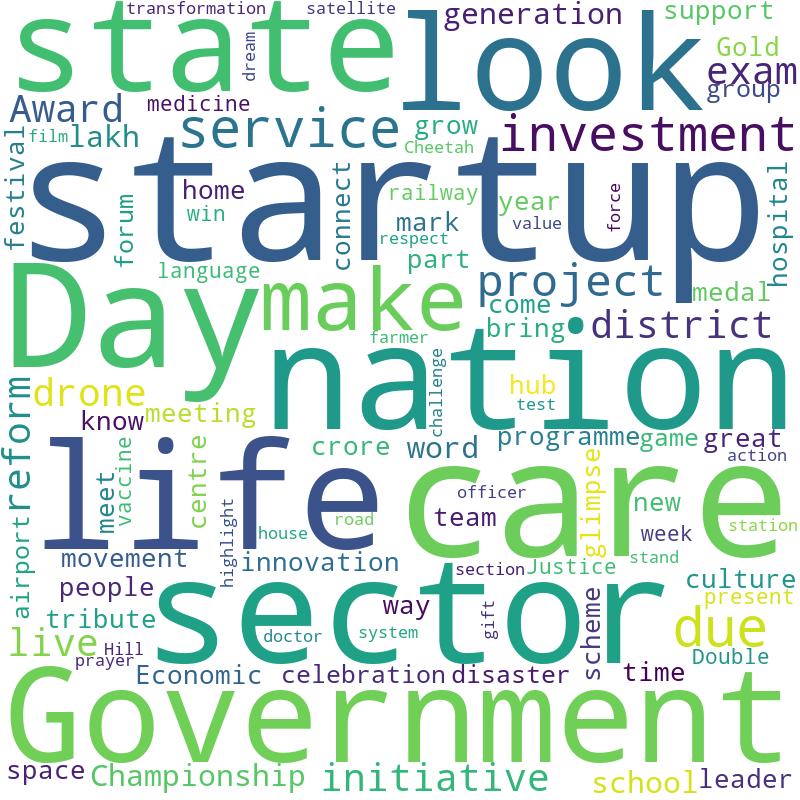 transformation
satellite
generation
support
state
look
dream
Gold
exam
group
Award
medicine
service
grow
investment
film
lakh
Cheetah
startup
festival
forum
home
win
connect
railway
mark
respect
year
value
force
hospital
part
language
Day
make
project
come
bring
medal
district
farmer
nation
challenge
drone
reform
know
meeting
hub
test
crore
word
programme
game
great
action
life
care
airport
meet
vaccine
centre
highlight
house
road
officer
team
glimpse
new
week
station
stand
movement
innovation
section
Justice
culture
present
people
tribute
sector
way
gift
scheme
due
doctor
system
live
Hill
prayer
Economic
celebration
disaster
time
Double
Government
space
Championship
initiative
school
leader